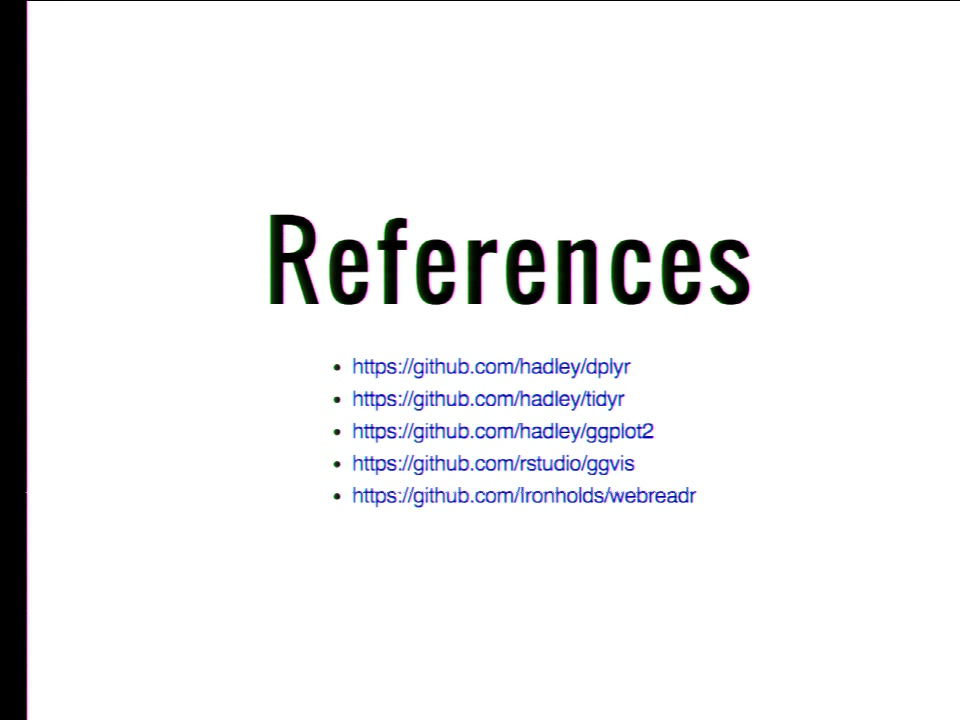 References
• https://github.com/hadley/dplyr
• https://github.com/hadley/tidyr
• https://github.com/hadley/ggplot2
• https://github.com/rstudio/ggvis
• https://github.com/Ironholds/webreadr